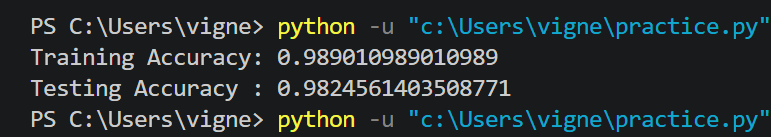 PS C:\Users\vigne> python -u "c:\Users\vigne\practice.py"
Training Accuracy: 0.989010989010989
Testing Accuracy : 0.9824561403508771
PS C:\Users\vigne> python -u "c:\Users\vigne\practice.py"